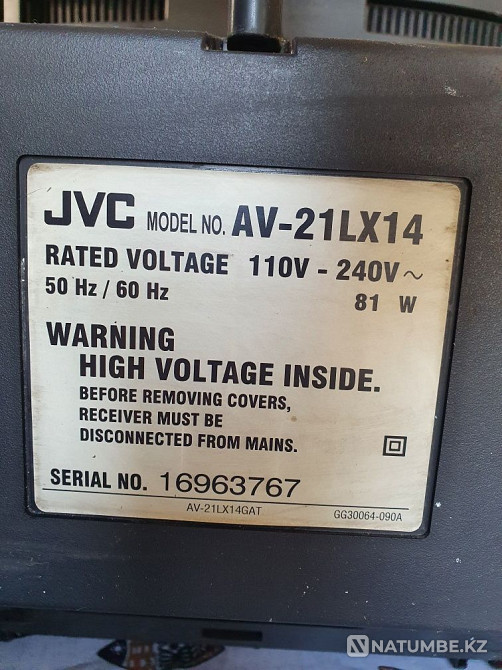 JVC MODEL NO. AV-21LX14
RATED VOLTAGE 110V - 240V ~
50 Hz / 60 Hz 81 W
WARNING
HIGH VOLTAGE INSIDE.
BEFORE REMOVING COVERS,
RECEIVER MUST BE
DISCONNECTED FROM MAINS.
SERIAL NO. 16963767
AV-21LX14GAT GG30064-090A
NATUMBE.KZ